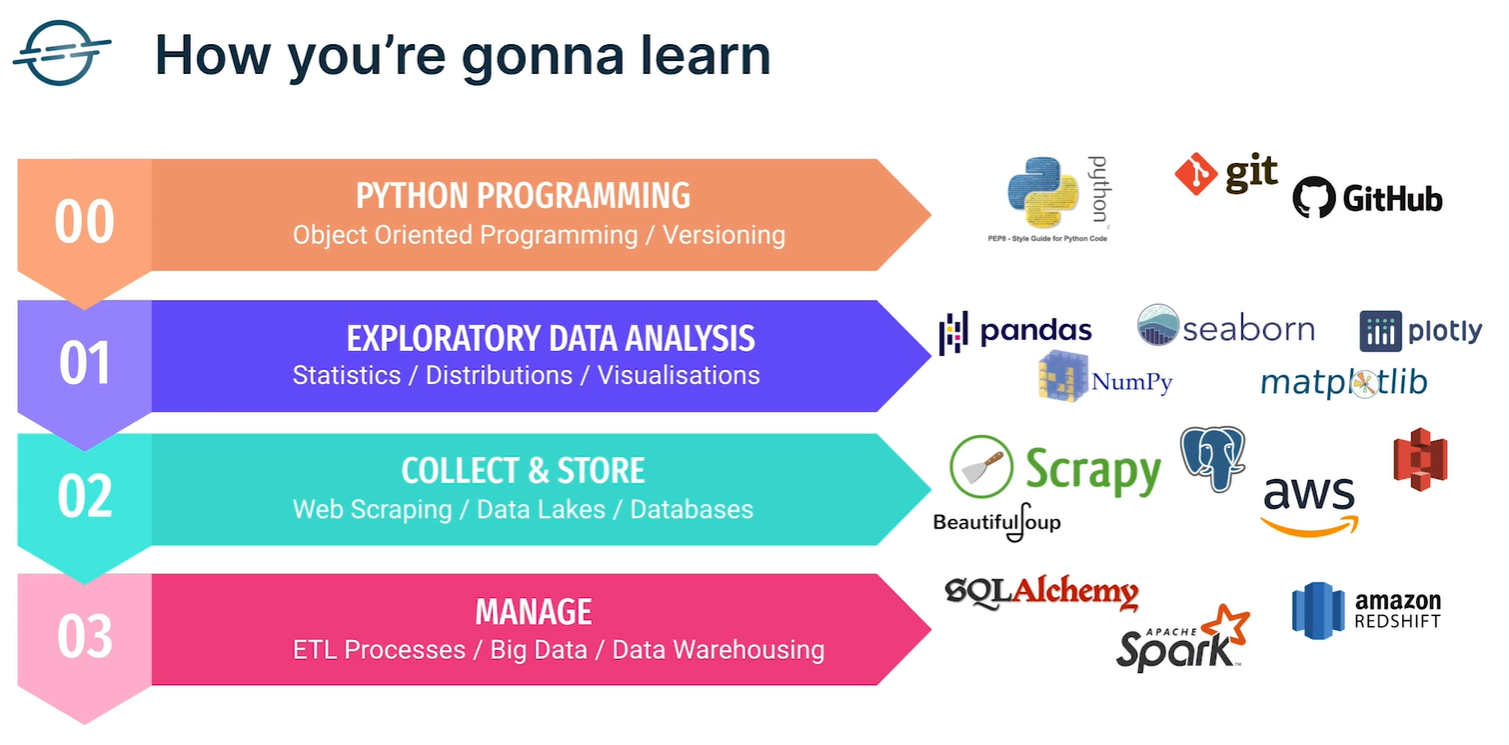 How you're gonna learn
00
PYTHON PROGRAMMING
Object Oriented Programming / Versioning
python
PEP8 - Style Guide for Python Code
git
GitHub
01
EXPLORATORY DATA ANALYSIS
Statistics / Distributions / Visualisations
pandas
seaborn
plotly
NumPy
matplotlib
02
COLLECT & STORE
Web Scraping / Data Lakes / Databases
Scrapy
BeautifulSoup
aws
03
MANAGE
ETL Processes / Big Data / Data Warehousing
SQLAlchemy
APACHE
Spark™
amazon
REDSHIFT